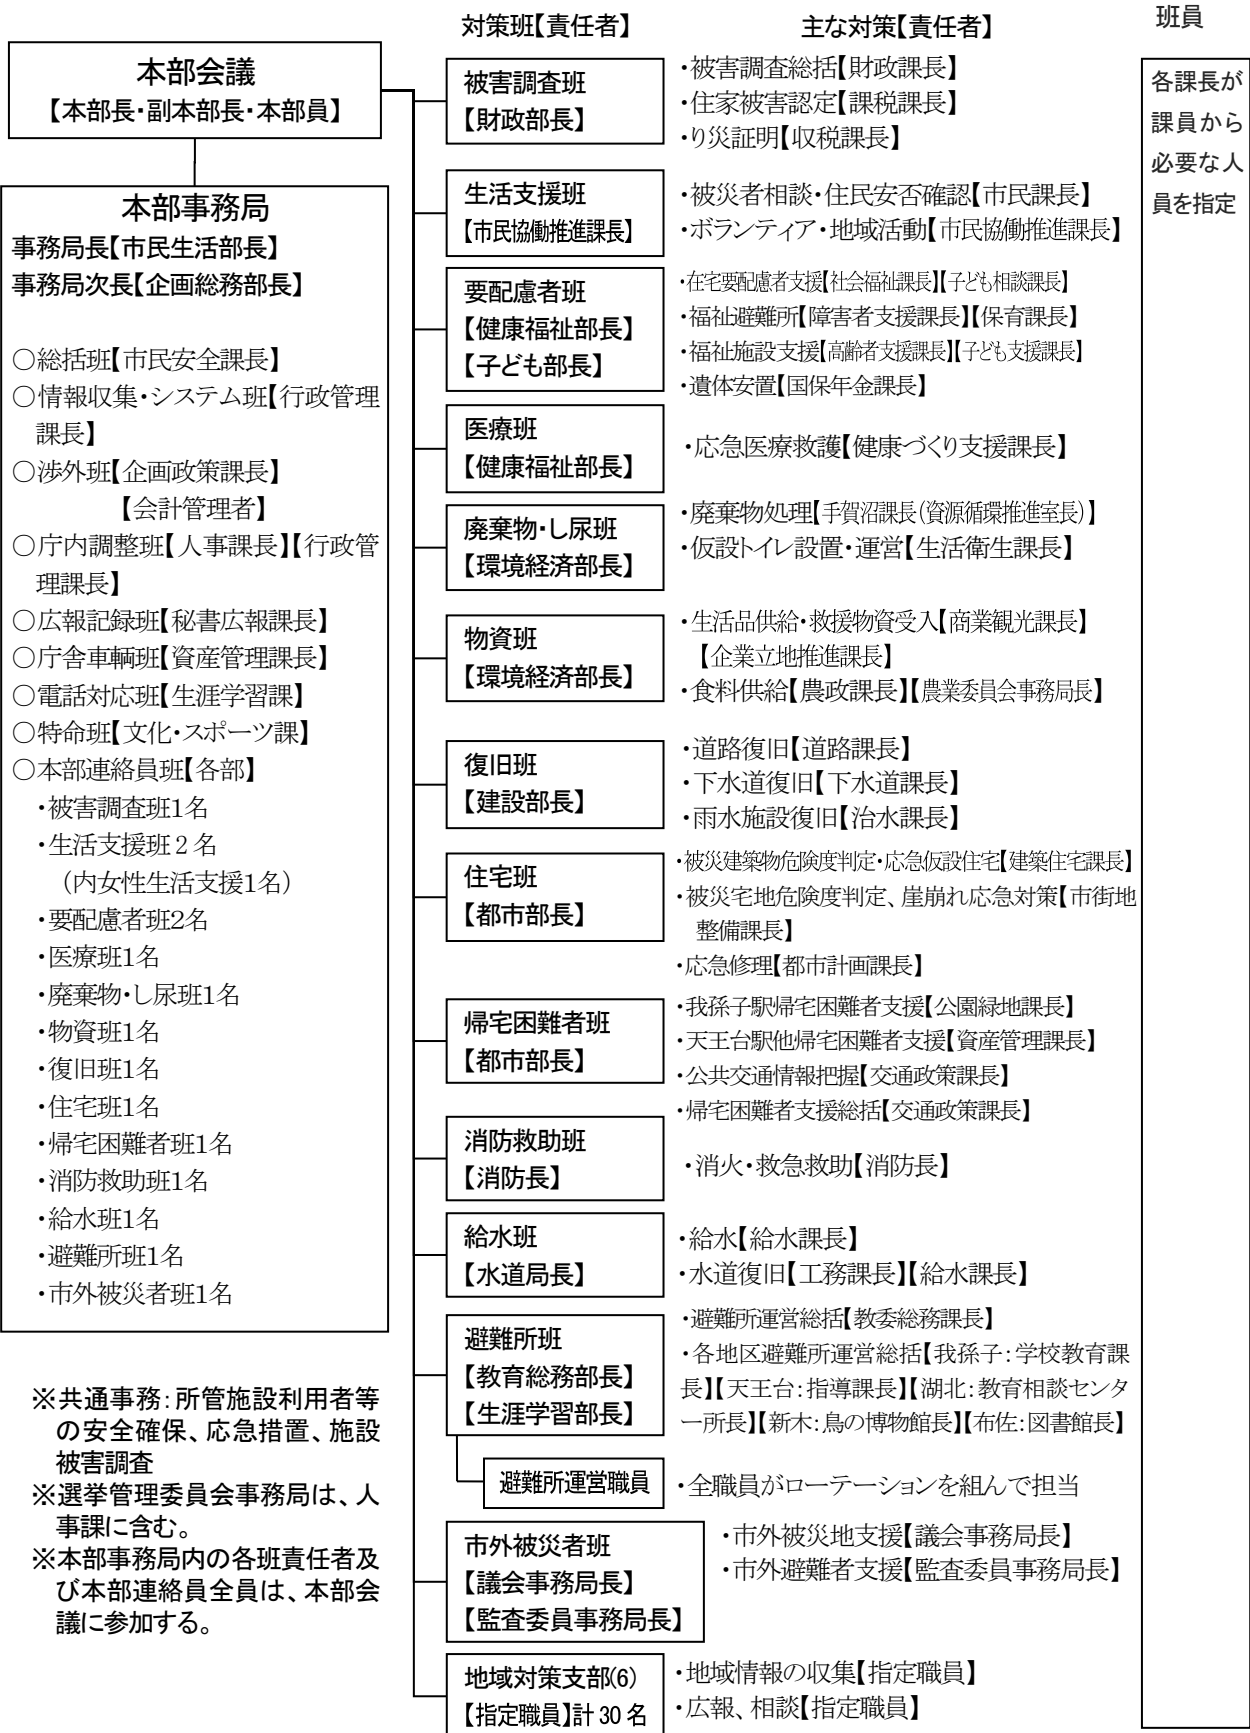 対策班【責任者】
主な対策【責任者】
班員
本部会議
【本部長・副本部長・本部員】
本部事務局
事務局長【市民生活部長】
事務局次長【企画総務部長】
○総括班【市民安全課長】
○情報収集・システム班【行政管理
課長】
○渉外班【企画政策課長】
【会計管理者】
○庁内調整班【人事課長】【行政管
理課長】
○広報記録班【秘書広報課長】
○庁舎車輌班【資産管理課長】
○電話対応班【生涯学習課】
○特命班【文化・スポーツ課】
○本部連絡員班【各部】
・被害調査班1名
・生活支援班２名
（内女性生活支援1名）
・要配慮者班2名
・医療班1名
・廃棄物・し尿班1名
・物資班1名
・復旧班1名
・住宅班1名
・帰宅困難者班1名
・消防救助班1名
・給水班1名
・避難所班1名
・市外被災者班1名
※共通事務：所管施設利用者等
の安全確保、応急措置、施設
被害調査
※選挙管理委員会事務局は、人
事課に含む。
※本部事務局内の各班責任者及
び本部連絡員全員は、本部会
議に参加する。
被害調査班
【財政部長】
・被害調査総括【財政課長】
・住家被害認定【課税課長】
・り災証明【収税課長】
生活支援班
【市民協働推進課長】
・被災者相談・住民安否確認【市民課長】
・ボランティア・地域活動【市民協働推進課長】
要配慮者班
【健康福祉部長】
【子ども部長】
・在宅要配慮者支援【社会福祉課長】【子ども相談課長】
・福祉避難所【障害者支援課長】【保育課長】
・福祉施設支援【高齢者支援課長】【子ども支援課長】
・遺体安置【国保年金課長】
医療班
【健康福祉部長】
・応急医療救護【健康づくり支援課長】
廃棄物・し尿班
【環境経済部長】
・廃棄物処理【手賀沼課長（資源循環推進室長）】
・仮設トイレ設置・運営【生活衛生課長】
物資班
【環境経済部長】
・生活品供給・救援物資受入【商業観光課長】
【企業立地推進課長】
・食料供給【農政課長】【農業委員会事務局長】
復旧班
【建設部長】
・道路復旧【道路課長】
・下水道復旧【下水道課長】
・雨水施設復旧【治水課長】
住宅班
【都市部長】
・被災建築物危険度判定・応急仮設住宅【建築住宅課長】
・被災宅地危険度判定、崖崩れ応急対策【市街地
整備課長】
・応急修理【都市計画課長】
帰宅困難者班
【都市部長】
・我孫子駅帰宅困難者支援【公園緑地課長】
・天王台駅他帰宅困難者支援【資産管理課長】
・公共交通情報把握【交通政策課長】
・帰宅困難者支援総括【交通政策課長】
消防救助班
【消防長】
・消火・救急救助【消防長】
給水班
【水道局長】
・給水【給水課長】
・水道復旧【工務課長】【給水課長】
避難所班
【教育総務部長】
【生涯学習部長】
・避難所運営総括【教委総務課長】
・各地区避難所運営総括【我孫子：学校教育課
長】【天王台：指導課長】【湖北：教育相談センタ
ー所長】【新木：鳥の博物館長】【布佐：図書館長】
避難所運営職員
・全職員がローテーションを組んで担当
市外被災者班
【議会事務局長】
【監査委員事務局長】
・市外被災地支援【議会事務局長】
・市外避難者支援【監査委員事務局長】
地域対策支部(6)
【指定職員】計 30 名
・地域情報の収集【指定職員】
・広報、相談【指定職員】
各課長が
課員から
必要な人
員を指定